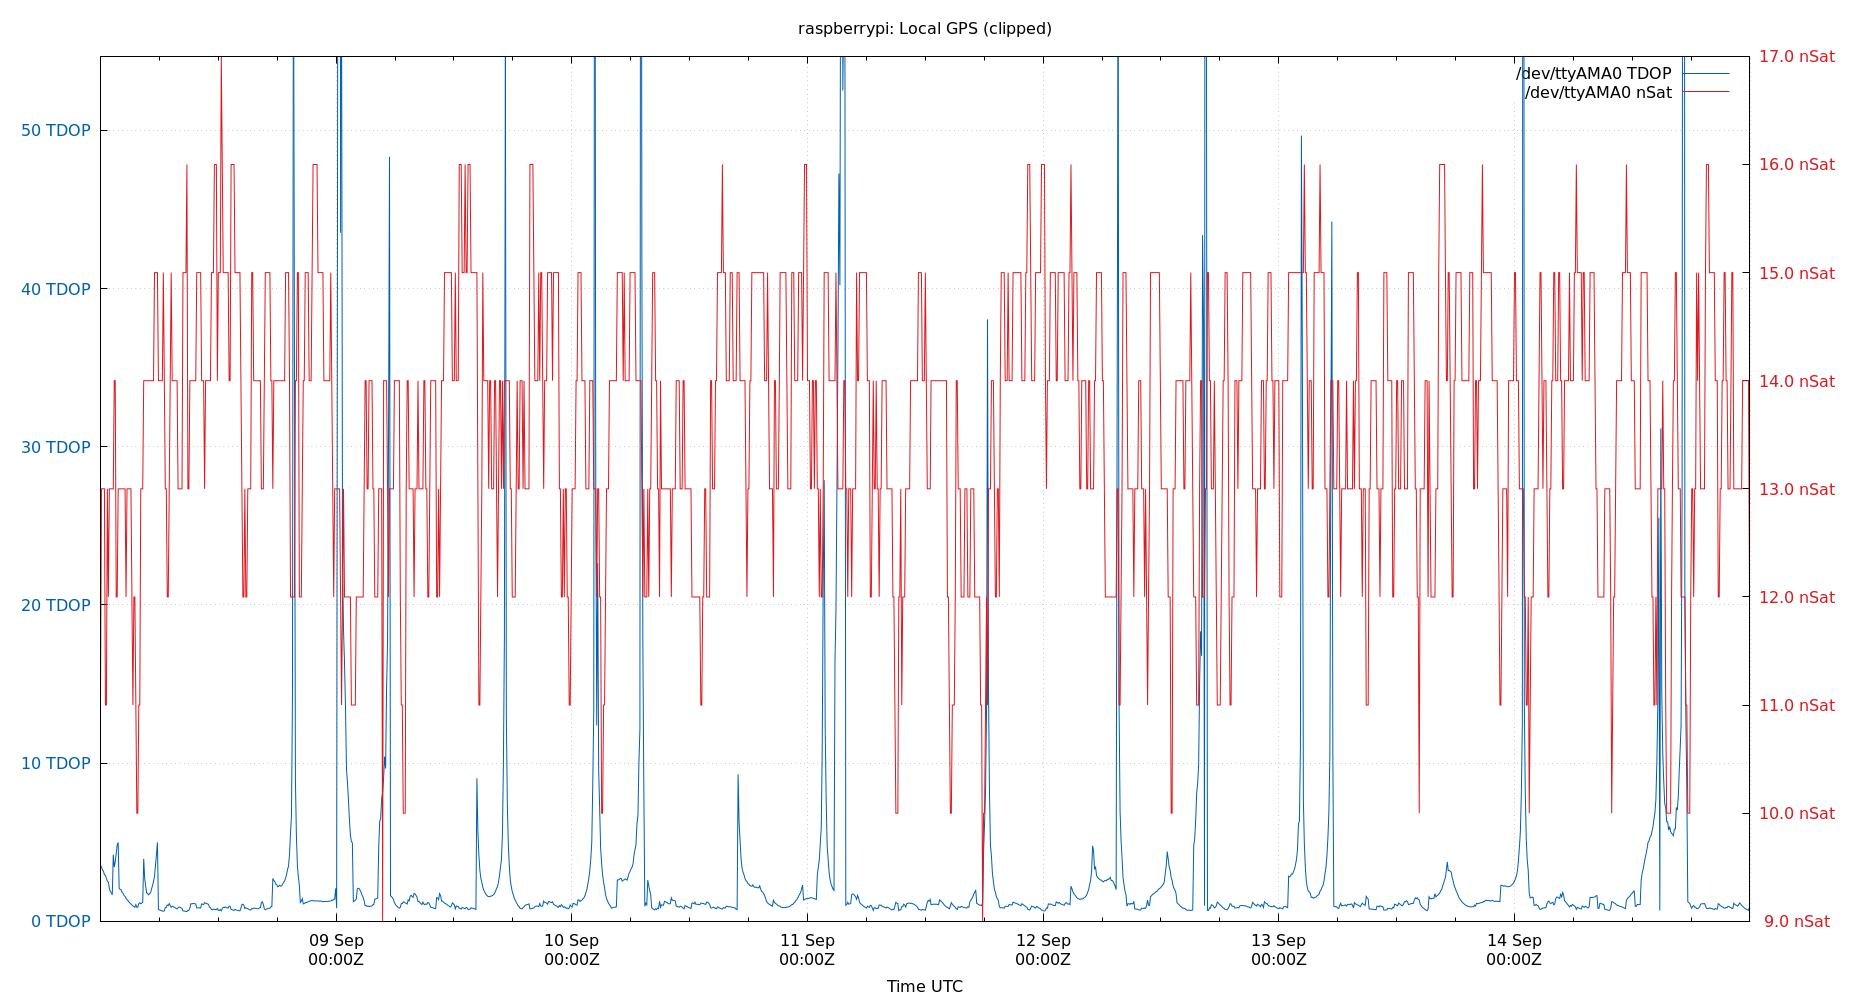 raspberrypi: Local GPS (clipped)
17.0 nSat
/dev/ttyAMA0 TDOP
/dev/ttyAMA0 nSat
50 TDOP
16.0 nSat
15.0 nSat
40 TDOP
14.0 nSat
30 TDOP
13.0 nSat
20 TDOP
12.0 nSat
11.0 nSat
10 TDOP
10.0 nSat
0 TDOP
9.0 nSat
09 Sep
00:00Z
10 Sep
00:00Z
11 Sep
00:00Z
12 Sep
00:00Z
13 Sep
00:00Z
14 Sep
00:00Z
Time UTC